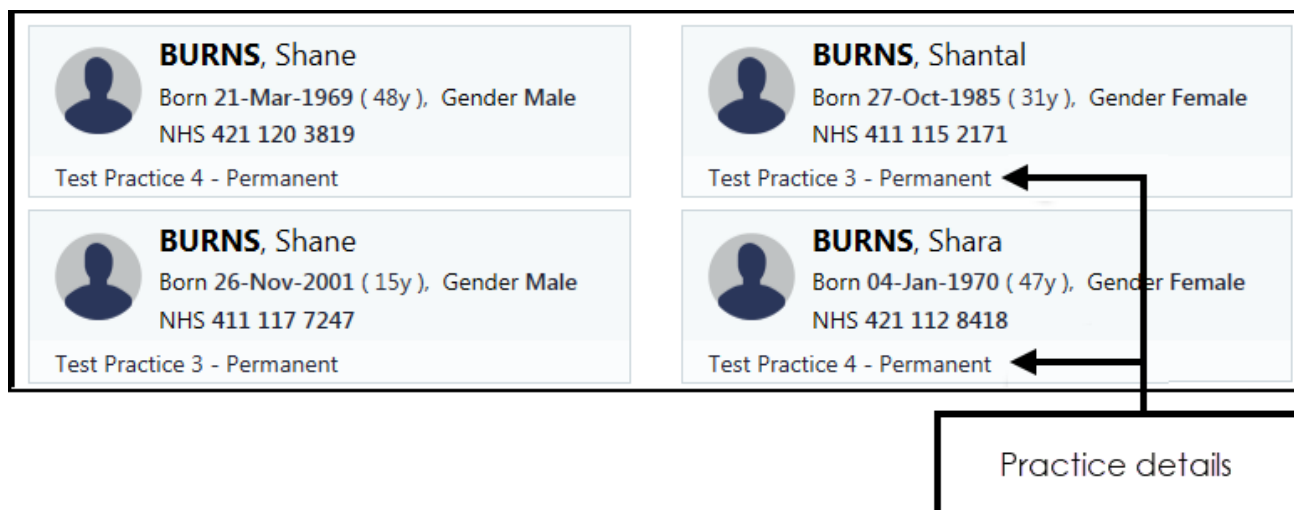 BURNS, Shane
Born 21-Mar-1969 ( 48y ), Gender Male
NHS 421 120 3819
Test Practice 4 - Permanent
BURNS, Shantal
Born 27-Oct-1985 ( 31y ), Gender Female
NHS 411 115 2171
Test Practice 3 - Permanent
BURNS, Shane
Born 26-Nov-2001 ( 15y ), Gender Male
NHS 411 117 7247
Test Practice 3 - Permanent
BURNS, Shara
Born 04-Jan-1970 ( 47y ), Gender Female
NHS 421 112 8418
Test Practice 4 - Permanent
Practice details